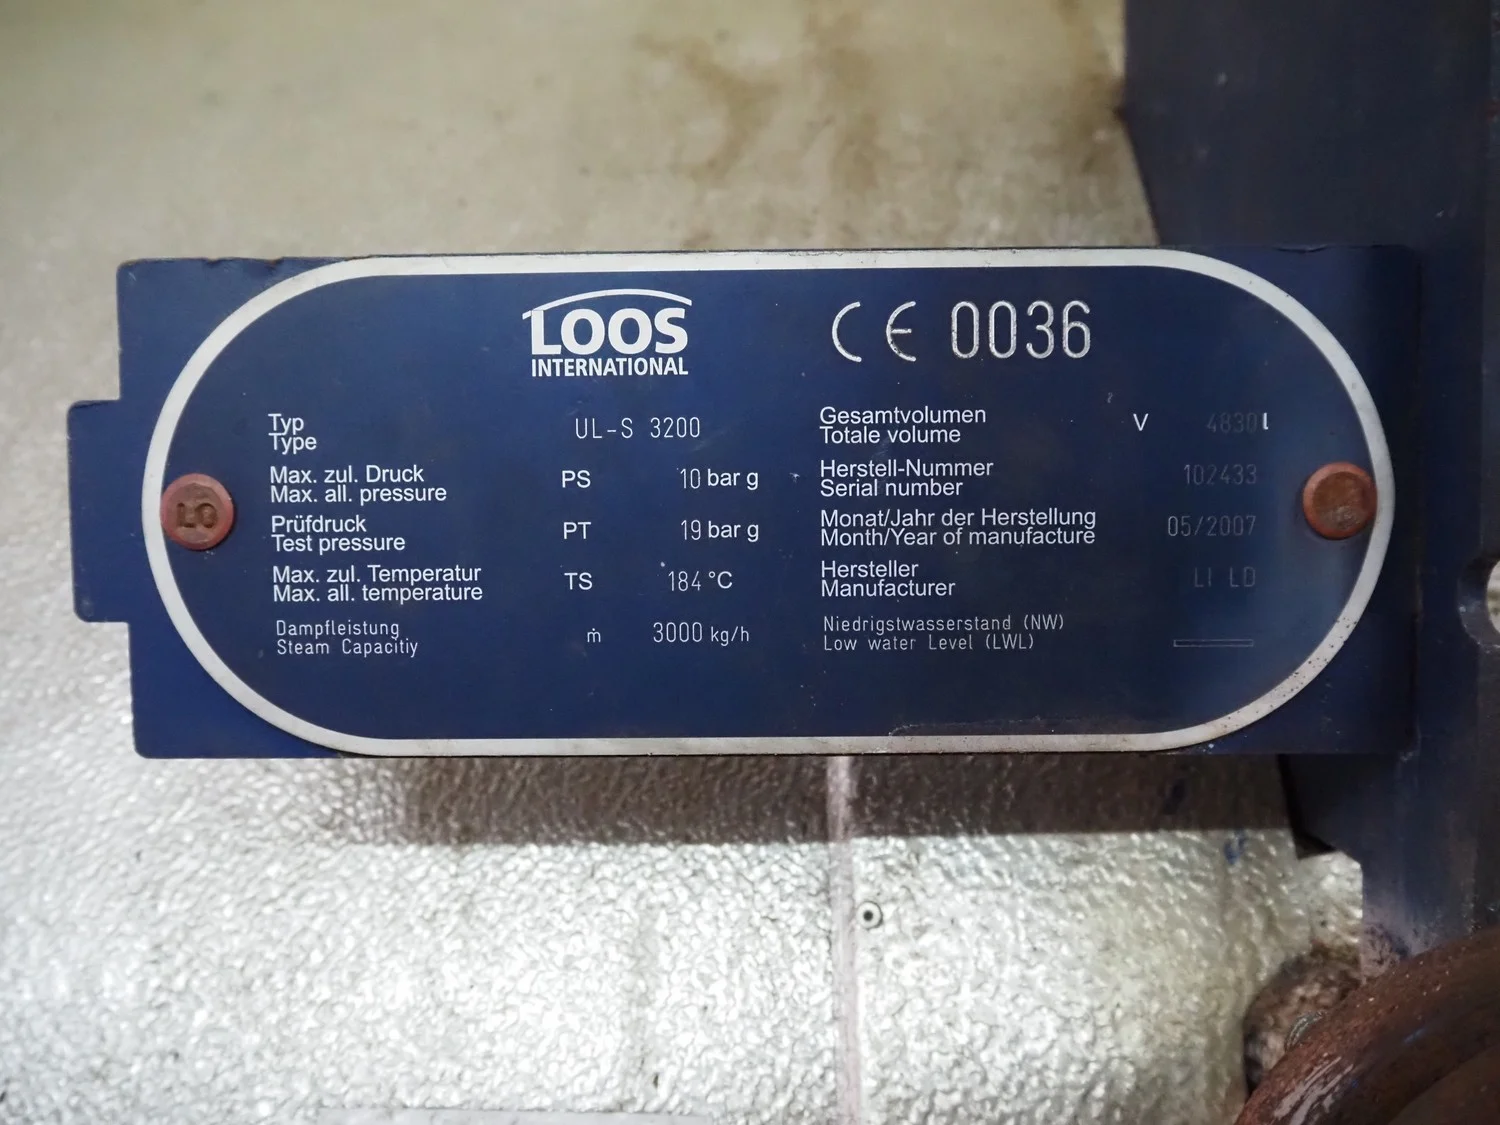 LOOS
INTERNATIONAL
CE 0036
Typ
Type
UL-S 3200
Max. zul. Druck
Max. all. pressure
PS 10 bar g
Prüfdruck
Test pressure
PT 19 bar g
Max. zul. Temperatur
Max. all. temperature
TS 184 °C
Dampfleistung
Steam Capacitiy
ṁ 3000 kg/h
Gesamtvolumen
Totale volume
V 4830 l
Herstell-Nummer
Serial number
102433
Monat/Jahr der Herstellung
Month/Year of manufacture
05/2007
Hersteller
Manufacturer
Niedrigstwasserstand (NW)
Low water Level (LWL)
LO